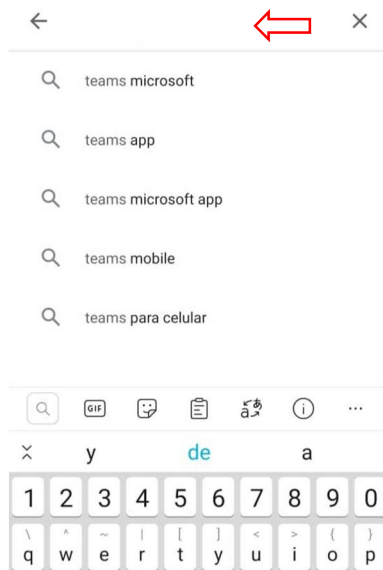 teams microsoft
teams app
teams microsoft app
teams mobile
teams para celular
GIF
y de a
1 2 3 4 5 6 7 8 9 0
\ ^ ~ | [ ] < > { }
q w e r t y u i o p